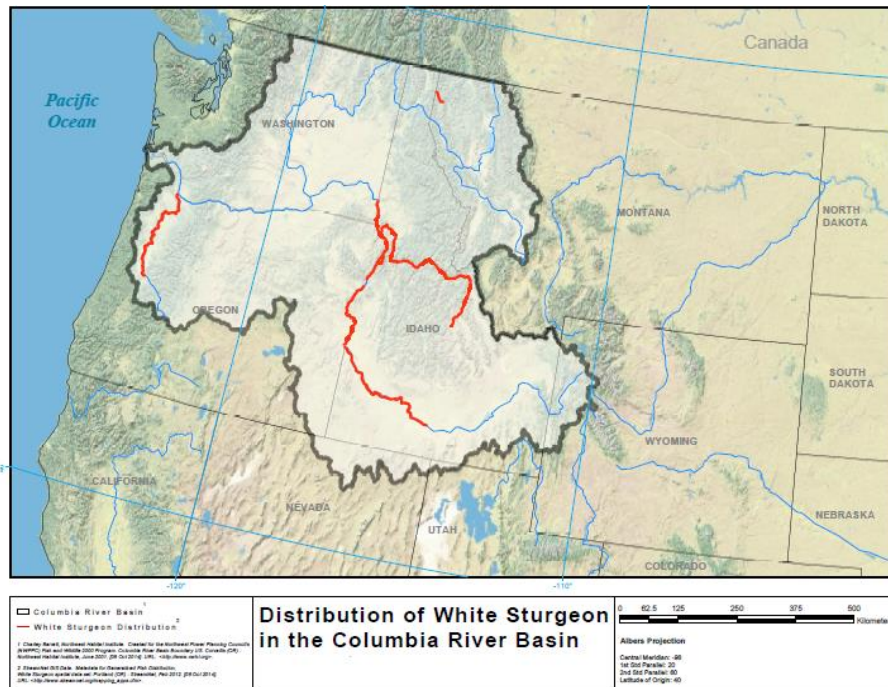 Canada
Pacific
Ocean
WASHINGTON
MONTANA
NORTH
DAKOTA
OREGON
IDAHO
SOUTH
DAKOTA
WYOMING
CALIFORNIA
NEVADA
UTAH
NEBRASKA
COLORADO
-120°
-110°
Columbia River Basin 1
White Sturgeon Distribution 2
Distribution of White Sturgeon
in the Columbia River Basin
0 62.5 125 250 375 500
Kilometers
Albers Projection
Central Meridian: -96
1st Std Parallel: 20
2nd Std Parallel: 60
Latitude of Origin: 40